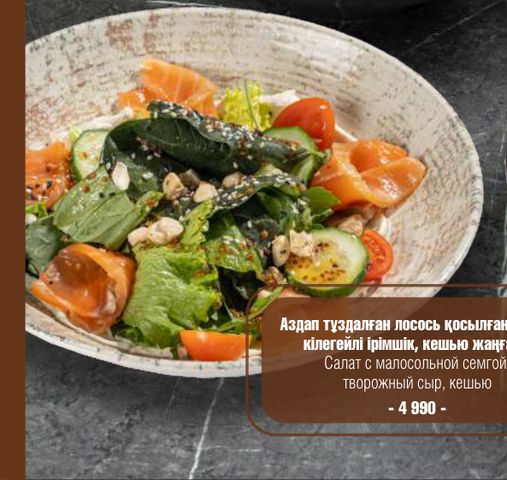 Аздап тұздалған лосось қосылған
кілегейлі ірімшік, кешью
Салат с малосольной семгой
творожный сыр, кешью
- 4 990 -